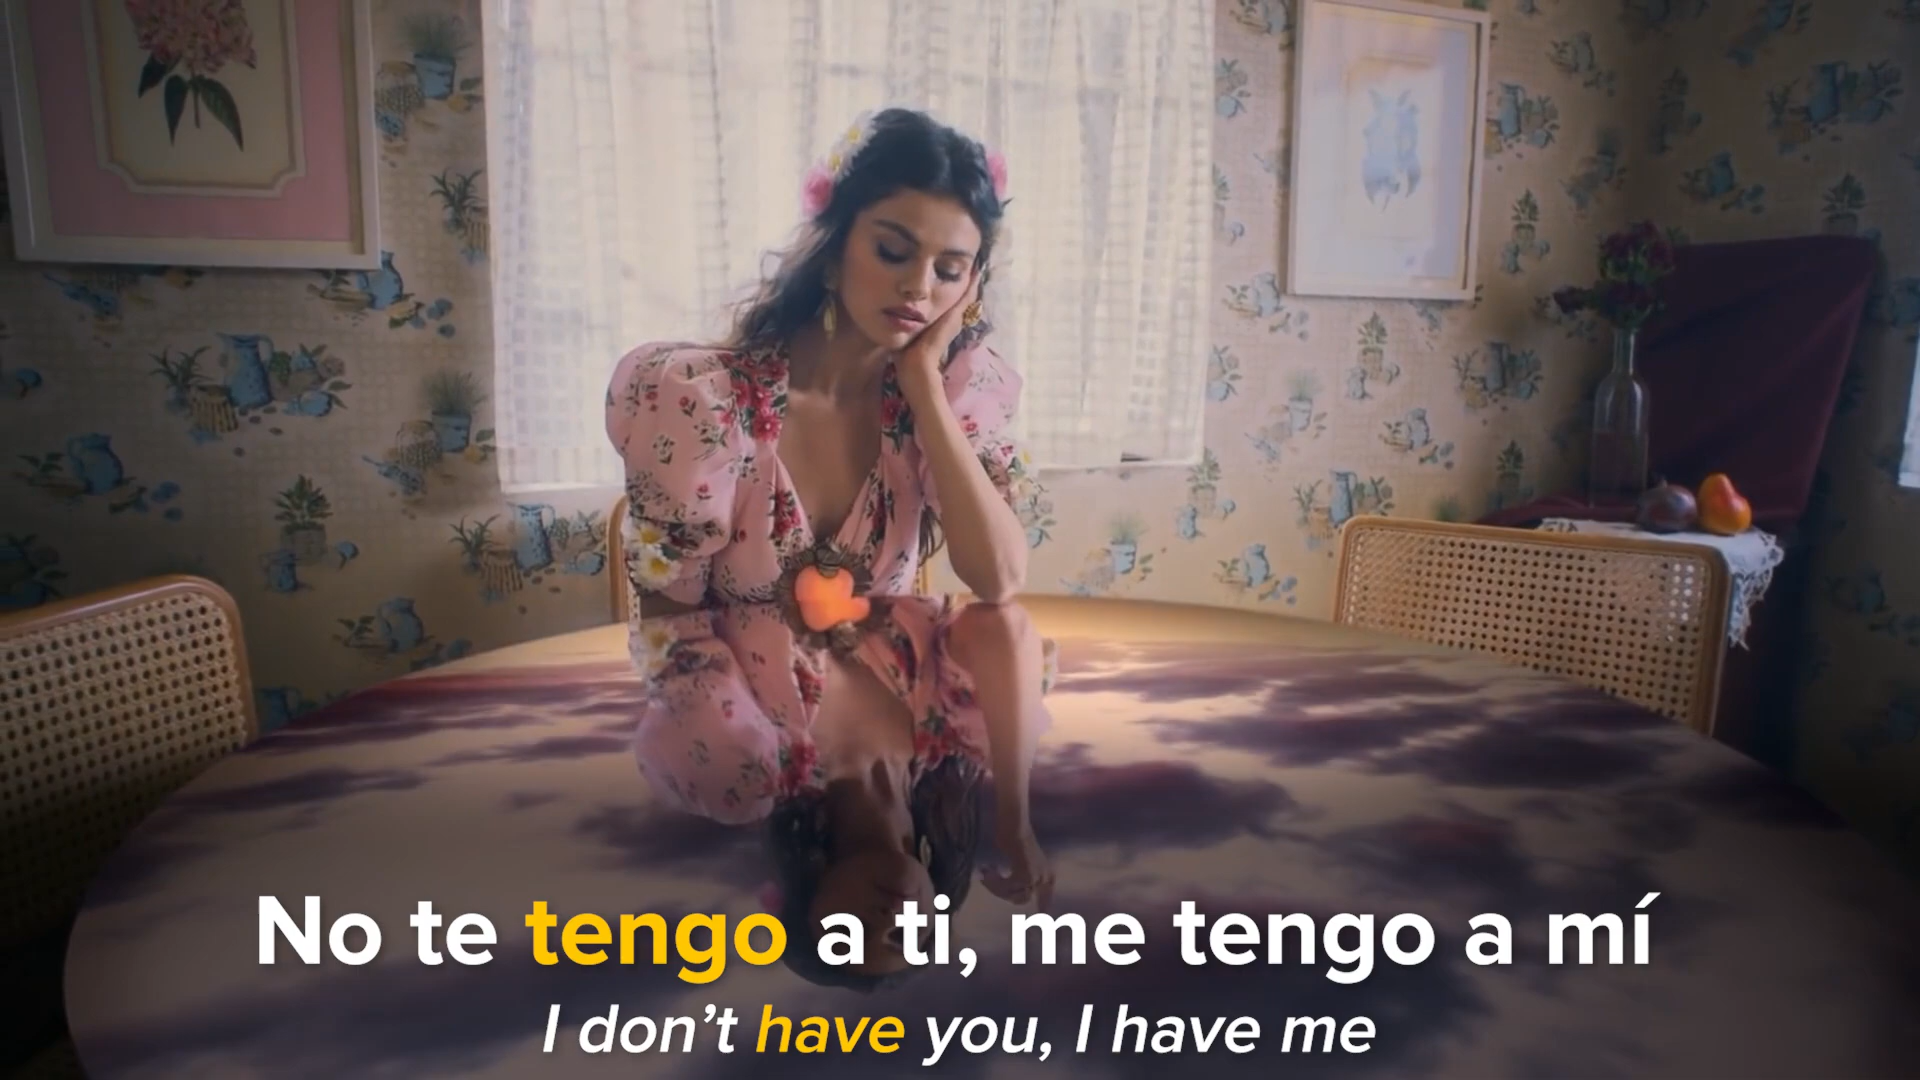 No te tengo a ti, me tengo a mí
I don’t have you, I have me